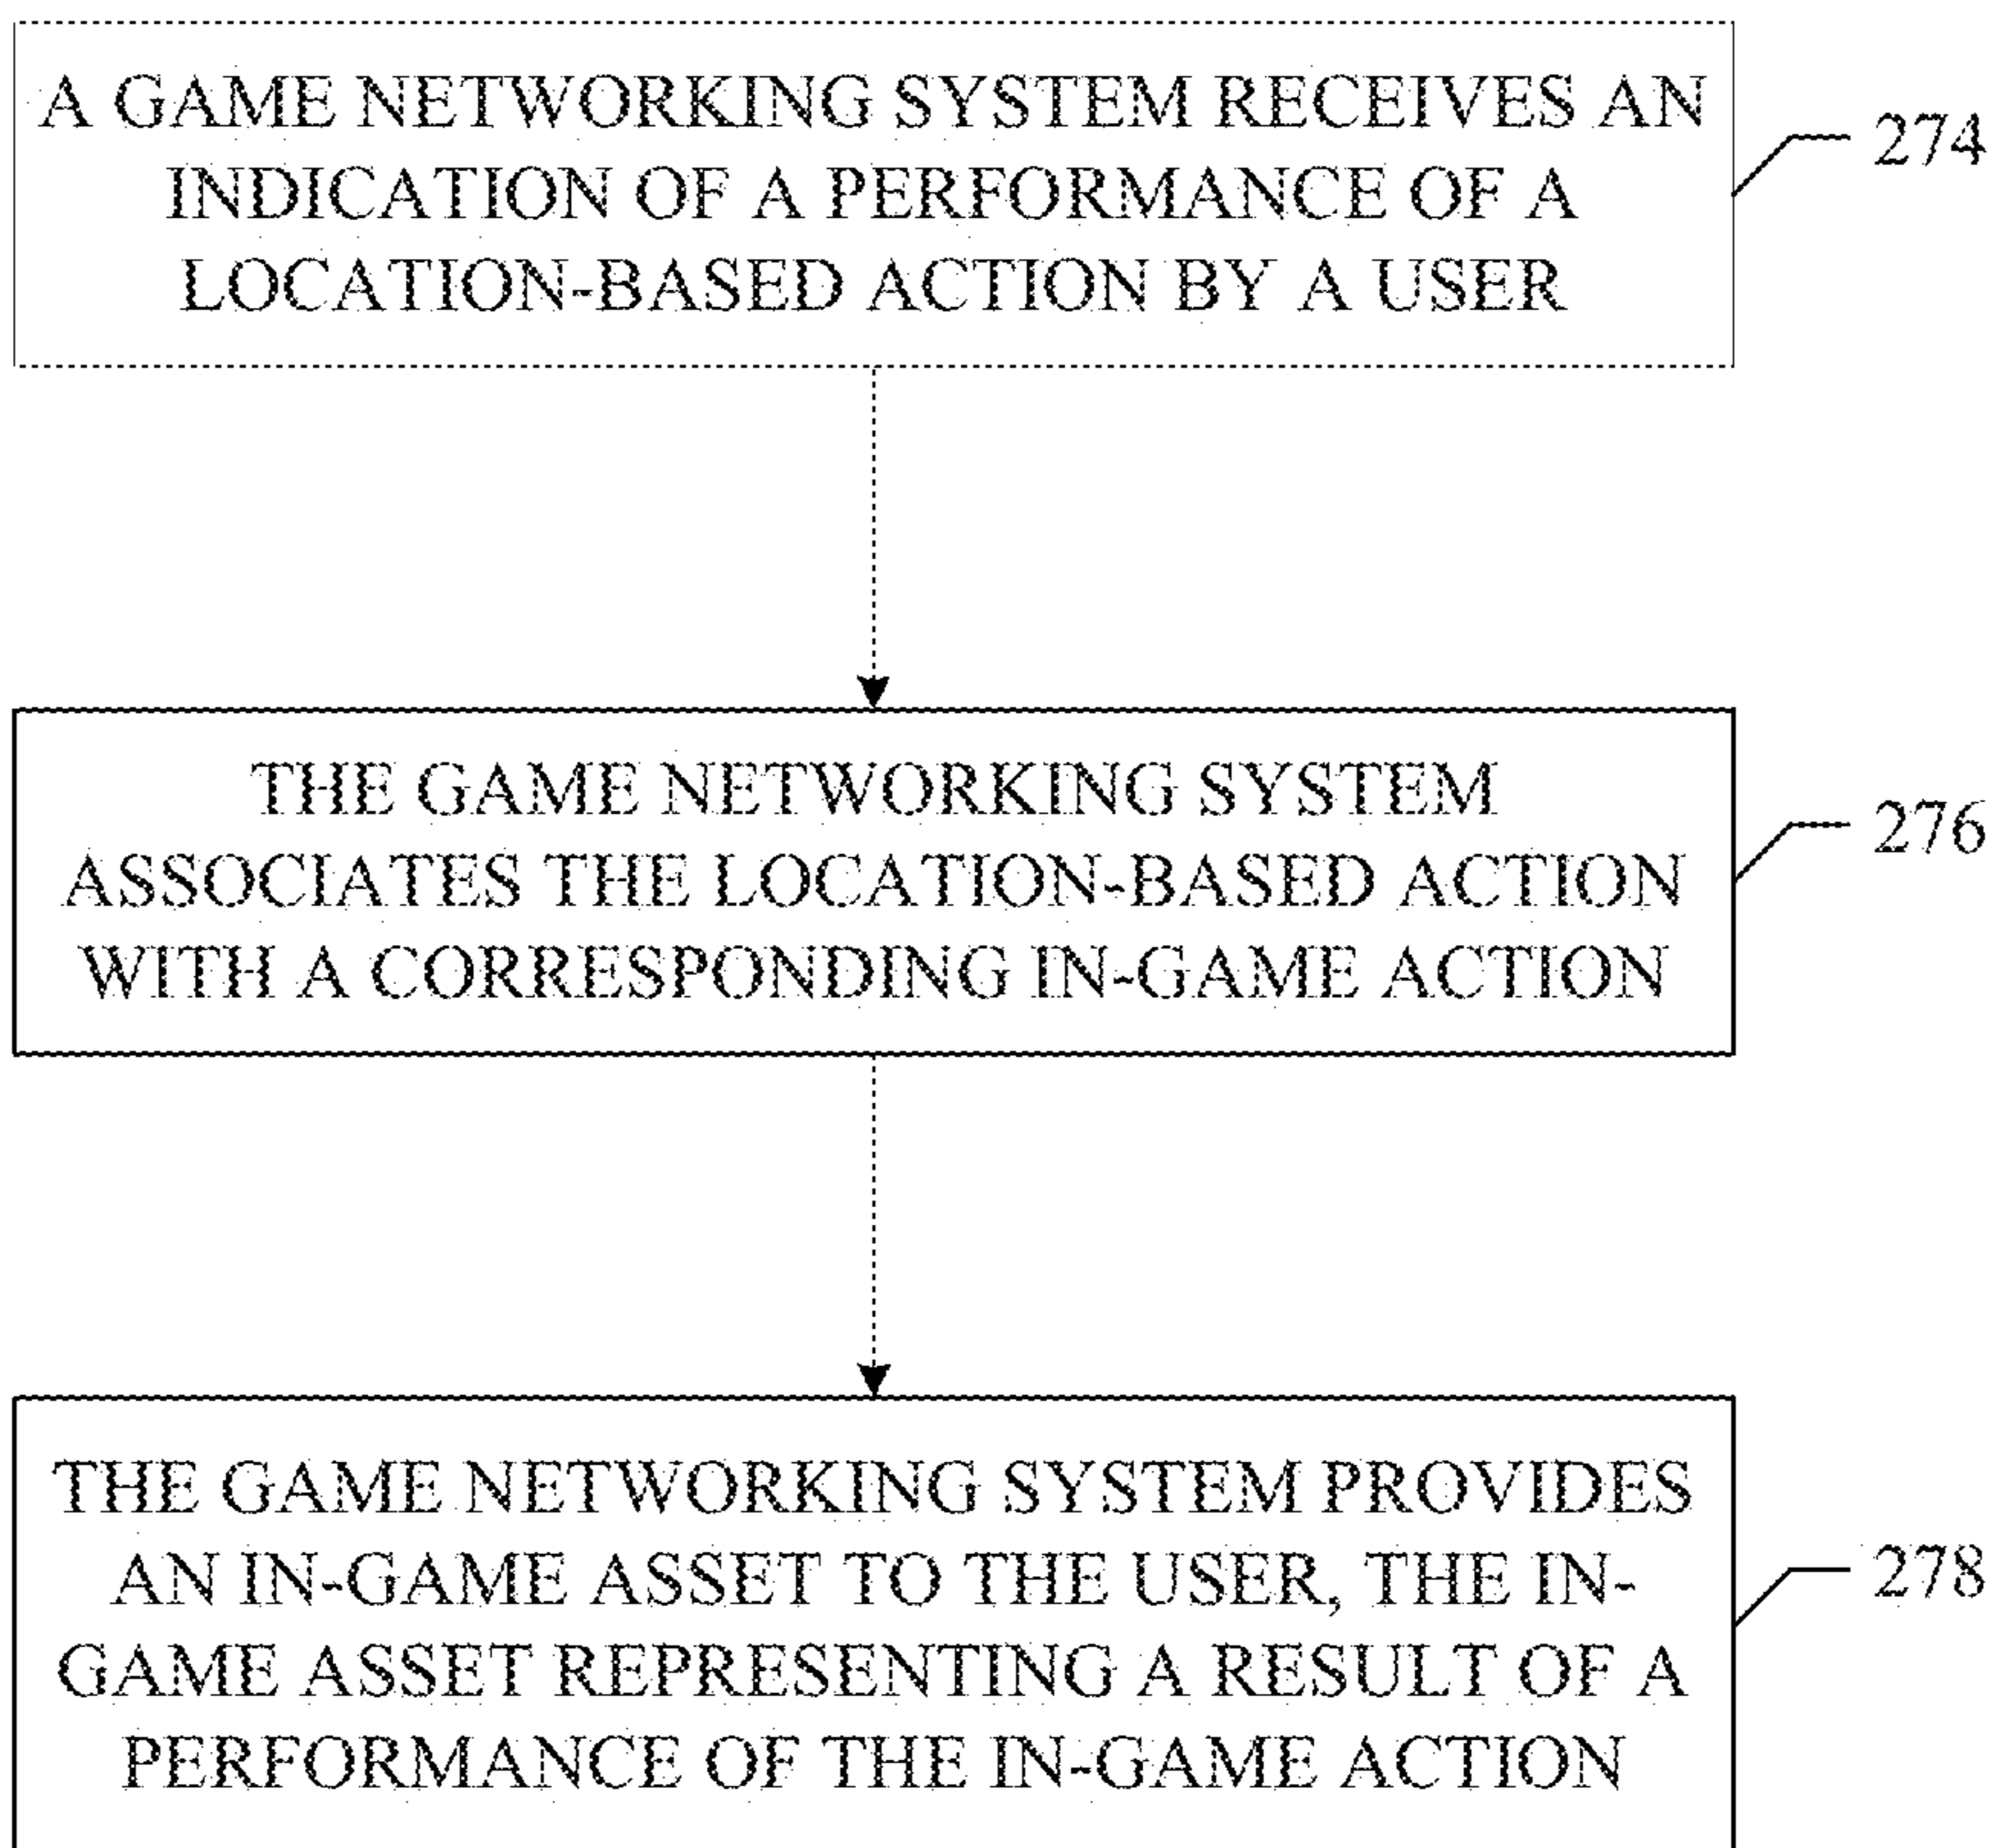 A GAME NETWORKING SYSTEM RECEIVES AN
INDICATION OF A PERFORMANCE OF A
LOCATION-BASED ACTION BY A USER
274
THE GAME NETWORKING SYSTEM
ASSOCIATES THE LOCATION-BASED ACTION
WITH A CORRESPONDING IN-GAME ACTION
276
THE GAME NETWORKING SYSTEM PROVIDES
AN IN-GAME ASSET TO THE USER, THE IN-
GAME ASSET REPRESENTING A RESULT OF A
PERFORMANCE OF THE IN-GAME ACTION
278